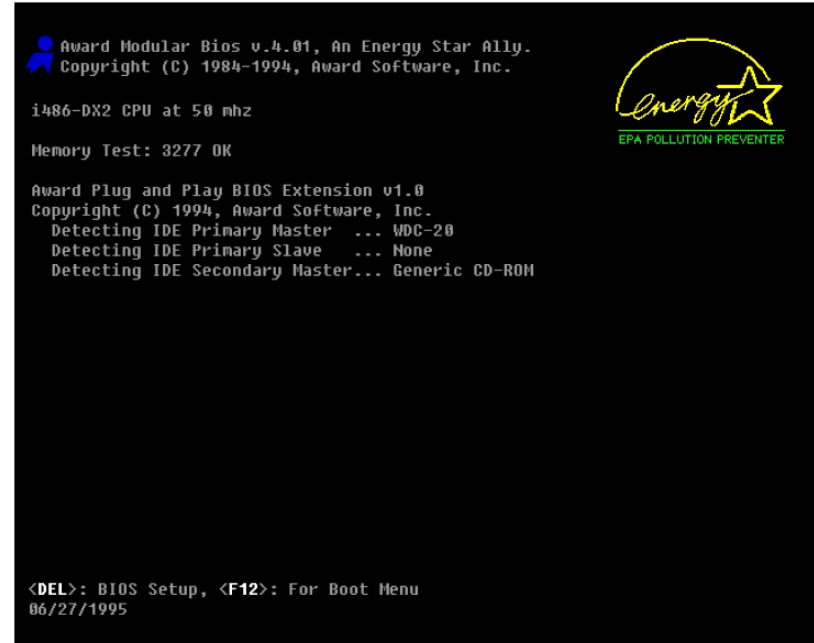 Award Modular Bios v.4.01, An Energy Star Ally.
Copyright (C) 1984-1994, Award Software, Inc.
energy
EPA POLLUTION PREVENTER
i486-DX2 CPU at 50 mhz
Memory Test: 3277 OK
Award Plug and Play BIOS Extension v1.0
Copyright (C) 1994, Award Software, Inc.
Detecting IDE Primary Master ... WDC-20
Detecting IDE Primary Slave ... None
Detecting IDE Secondary Master... Generic CD-ROM
<DEL>: BIOS Setup, <F12>: For Boot Menu
06/27/1995